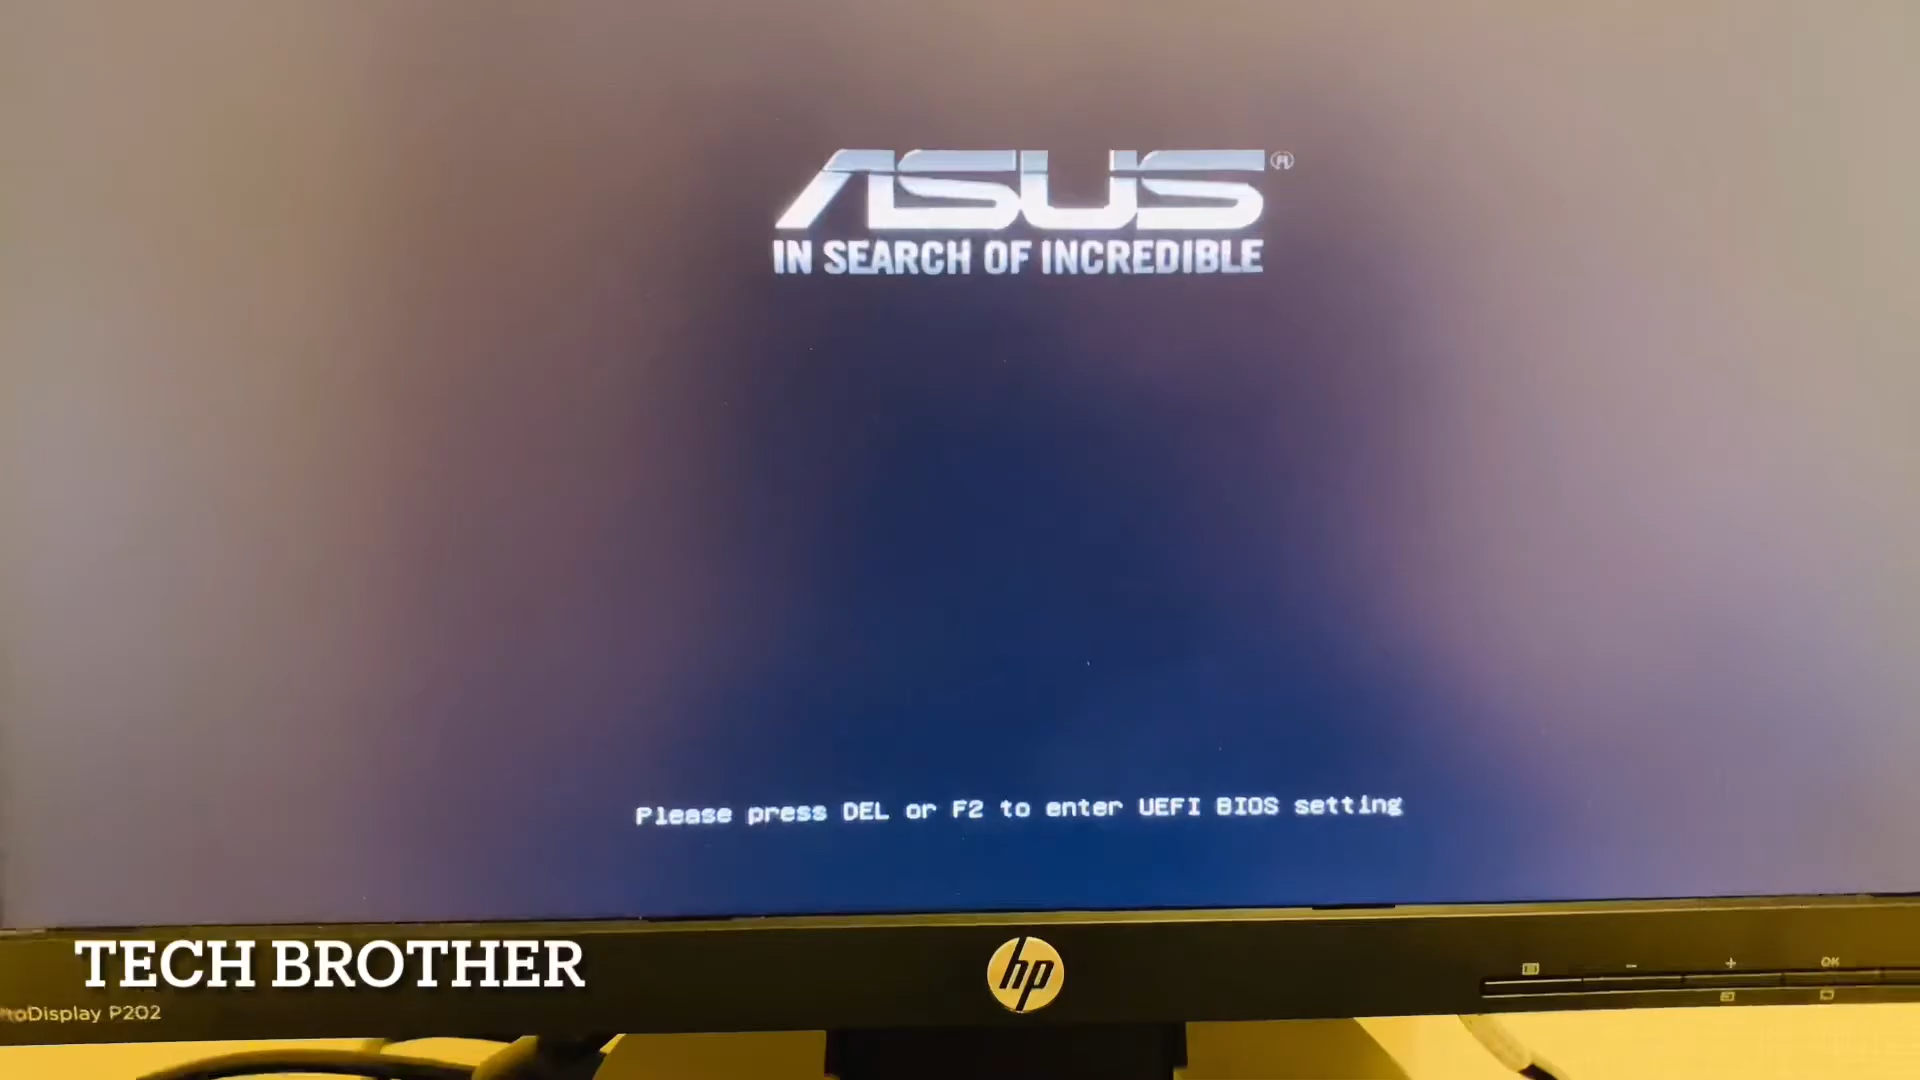 ASUS®
IN SEARCH OF INCREDIBLE
Please press DEL or F2 to enter UEFI BIOS setting
TECH BROTHER
hp
OK
ProDisplay P202